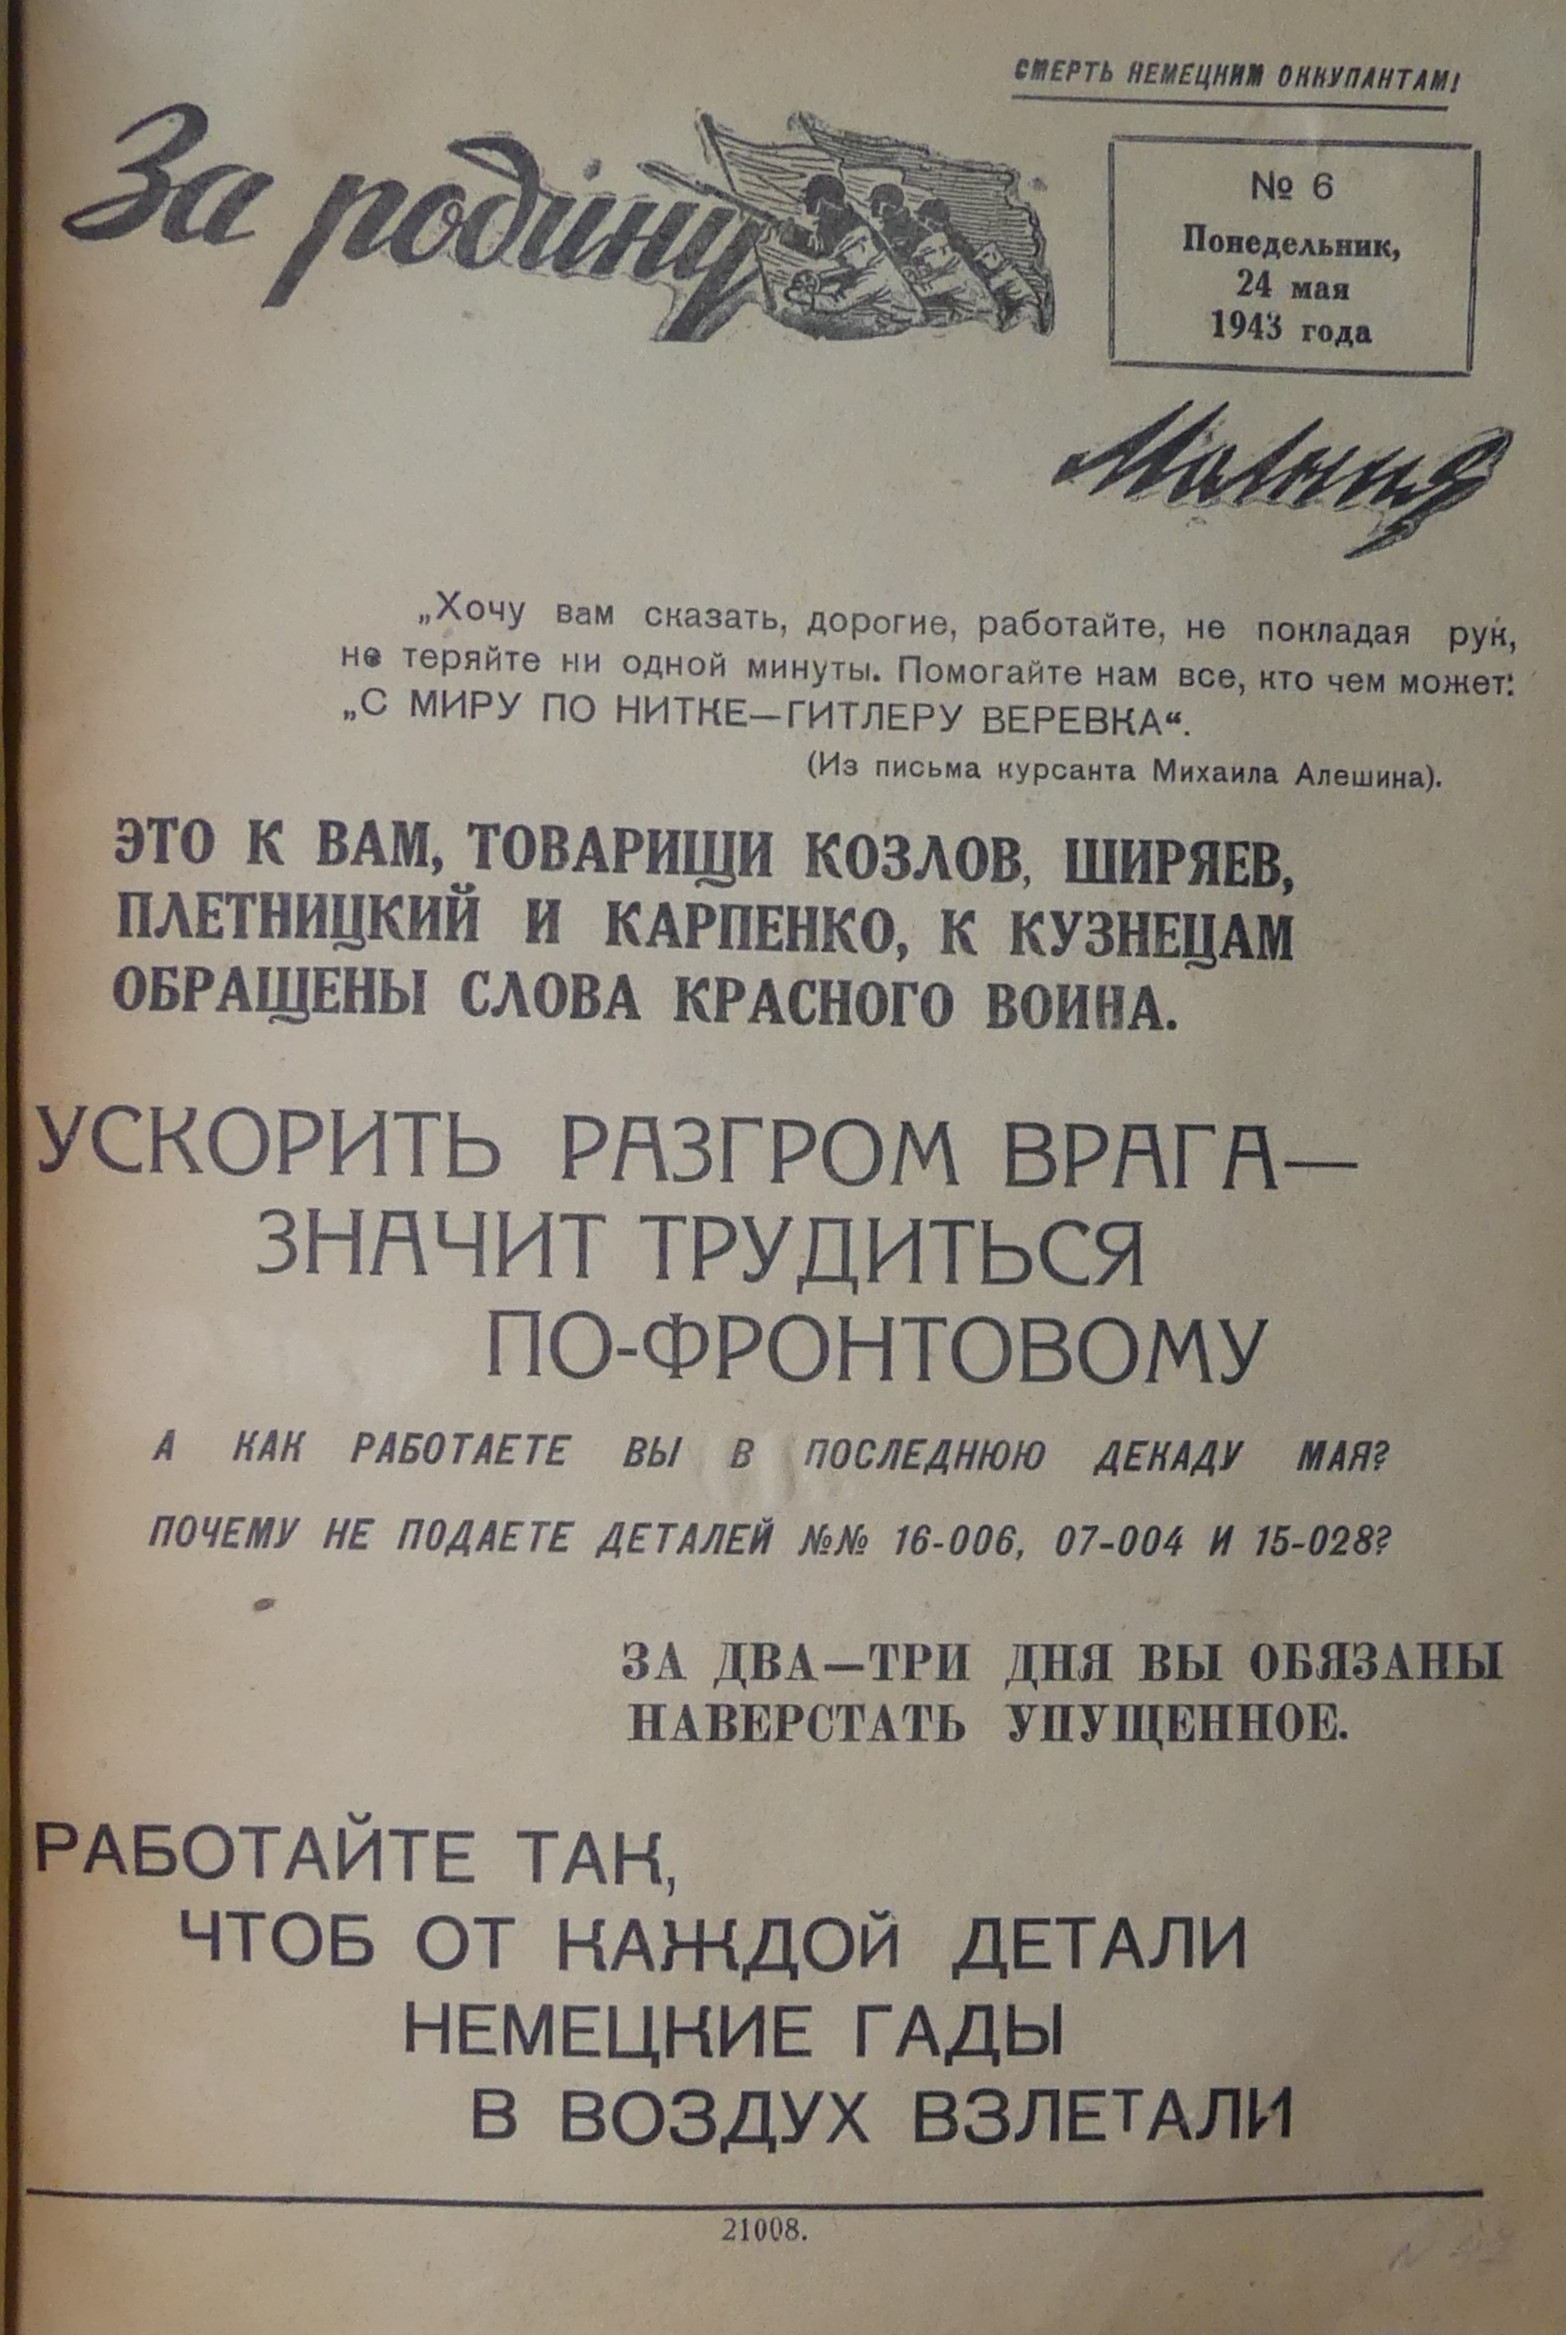 СМЕРТЬ НЕМЕЦКИМ ОККУПАНТАМ!
За родину
№ 6
Понедельник,
24 мая
1943 года
Молния
„Хочу вам сказать, дорогие, работайте, не покладая рук,
не теряйте ни одной минуты. Помогайте нам все, кто чем может:
„С МИРУ ПО НИТКЕ—ГИТЛЕРУ ВЕРЕВКА“.
(Из письма курсанта Михаила Алешина).
ЭТО К ВАМ, ТОВАРИЩИ КОЗЛОВ, ШИРЯЕВ,
ПЛЕТНИЦКИЙ И КАРПЕНКО, К КУЗНЕЦАМ
ОБРАЩЕНЫ СЛОВА КРАСНОГО ВОИНА.
УСКОРИТЬ РАЗГРОМ ВРАГА—
ЗНАЧИТ ТРУДИТЬСЯ
ПО-ФРОНТОВОМУ
А КАК РАБОТАЕТЕ ВЫ В ПОСЛЕДНЮЮ ДЕКАДУ МАЯ?
ПОЧЕМУ НЕ ПОДАЕТЕ ДЕТАЛЕЙ №№ 16-006, 07-004 И 15-028?
ЗА ДВА—ТРИ ДНЯ ВЫ ОБЯЗАНЫ
НАВЕРСТАТЬ УПУЩЕННОЕ.
РАБОТАЙТЕ ТАК,
ЧТОБ ОТ КАЖДОЙ ДЕТАЛИ
НЕМЕЦКИЕ ГАДЫ
В ВОЗДУХ ВЗЛЕТАЛИ
21008.